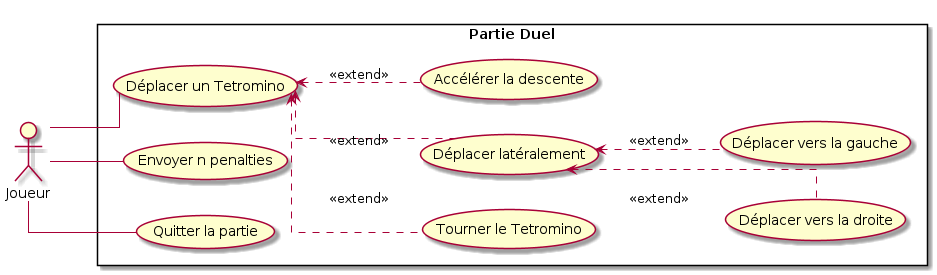 Partie Duel
Déplacer un Tetromino
«extend»
Accélérer la descente
Joueur
Envoyer n penalties
«extend»
Déplacer latéralement
«extend»
Déplacer vers la gauche
Quitter la partie
«extend»
Tourner le Tetromino
«extend»
Déplacer vers la droite